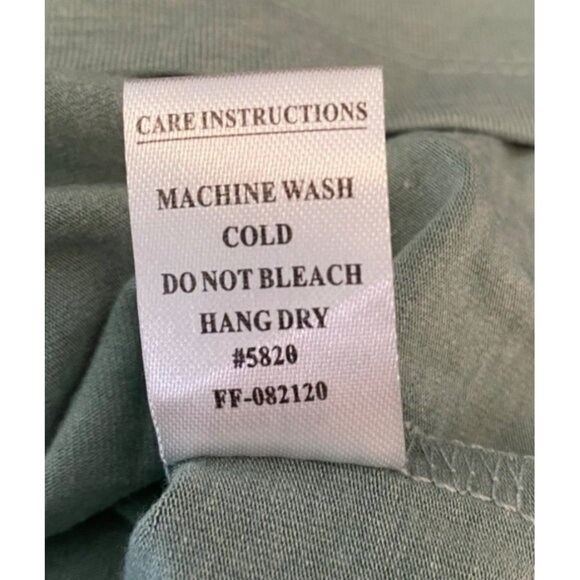 CARE INSTRUCTIONS
MACHINE WASH
COLD
DO NOT BLEACH
HANG DRY
#5820
FF-082120